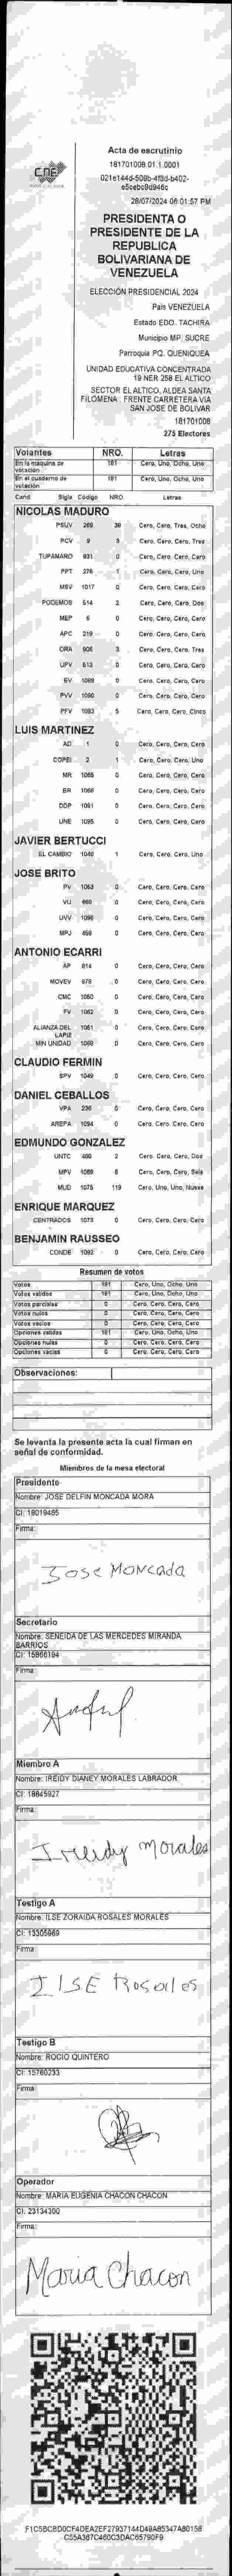 CNE
Acta de escrutinio
181701008.01.1.0001
28/07/2024 06:01:57 PM
PRESIDENTA O
PRESIDENTE DE LA
REPUBLICA
BOLIVARIANA DE
VENEZUELA
ELECCIÓN PRESIDENCIAL 2024
País VENEZUELA
Estado EDO. TACHIRA
Municipio MP. SUCRE
Parroquia PQ. QUENIQUEA
UNIDAD EDUCATIVA CONCENTRADA
19 NER 258 EL ALTICO
SECTOR EL ALTICO, ALDEA SANTA
FILOMENA. FRENTE CARRETERA VIA
SAN JOSE DE BOLIVAR
181701008
275 Electores
Votantes NRO. Letras
En la máquina de votación 181 Cero, Uno, Ocho, Uno
En el cuaderno de votación 181 Cero, Uno, Ocho, Uno
Cand Sigla Código NRO Letras
NICOLAS MADURO
PSUV 269 38 Cero, Cero, Tres, Ocho
PCV 9 3 Cero, Cero, Cero, Tres
TUPAMARO 831 0 Cero, Cero, Cero, Cero
PPT 276 1 Cero, Cero, Cero, Uno
MSV 1017 0 Cero, Cero, Cero, Cero
PODEMOS 514 2 Cero, Cero, Cero, Dos
MEP 6 0 Cero, Cero, Cero, Cero
APC 219 0 Cero, Cero, Cero, Cero
ORA 906 3 Cero, Cero, Cero, Tres
UPV 513 0 Cero, Cero, Cero, Cero
EV 1089 0 Cero, Cero, Cero, Cero
PVV 1090 0 Cero, Cero, Cero, Cero
PFV 1093 5 Cero, Cero, Cero, Cinco
LUIS MARTINEZ
AD 1 0 Cero, Cero, Cero, Cero
COPEI 2 1 Cero, Cero, Cero, Uno
MR 1065 0 Cero, Cero, Cero, Cero
BR 1068 0 Cero, Cero, Cero, Cero
DDP 1061 0 Cero, Cero, Cero, Cero
UNE 1095 0 Cero, Cero, Cero, Cero
JAVIER BERTUCCI
EL CAMBIO 1040 1 Cero, Cero, Cero, Uno
JOSE BRITO
PV 1053 0 Cero, Cero, Cero, Cero
VU 860 0 Cero, Cero, Cero, Cero
UVV 1096 0 Cero, Cero, Cero, Cero
MPJ 459 0 Cero, Cero, Cero, Cero
ANTONIO ECARRI
AP 814 0 Cero, Cero, Cero, Cero
MOVEV 978 0 Cero, Cero, Cero, Cero
CMC 1050 0 Cero, Cero, Cero, Cero
FV 1062 0 Cero, Cero, Cero, Cero
ALIANZA DEL LAPIZ 1051 0 Cero, Cero, Cero, Cero
MIN UNIDAD 1069 0 Cero, Cero, Cero, Cero
CLAUDIO FERMIN
SPV 1049 0 Cero, Cero, Cero, Cero
DANIEL CEBALLOS
VPA 236 0 Cero, Cero, Cero, Cero
AREPA 1094 0 Cero, Cero, Cero, Cero
EDMUNDO GONZALEZ
UNTC 460 2 Cero, Cero, Cero, Dos
MPV 1059 6 Cero, Cero, Cero, Seis
MUD 1075 119 Cero, Uno, Uno, Nueve
ENRIQUE MARQUEZ
CENTRADOS 1073 0 Cero, Cero, Cero, Cero
BENJAMIN RAUSSEO
CONDE 1092 0 Cero, Cero, Cero, Cero
Resumen de votos
Votos 181 Cero, Uno, Ocho, Uno
Votos validos 181 Cero, Uno, Ocho, Uno
Votos parciales 0 Cero, Cero, Cero, Cero
Votos nulos 0 Cero, Cero, Cero, Cero
Votos vacios 0 Cero, Cero, Cero, Cero
Opciones validas 181 Cero, Uno, Ocho, Uno
Opciones nulas 0 Cero, Cero, Cero, Cero
Opciones vacias 0 Cero, Cero, Cero, Cero
Observaciones:
Se levanta la presente acta la cual firman en
señal de conformidad.
Miembros de la mesa electoral
Presidente
Nombre: JOSE DELFIN MONCADA MORA
CI: 18019485
Firma:
Jose Moncada
Secretario
Nombre: SENEIDA DE LAS MERCEDES MIRANDA
BARRIOS
CI: 15866194
Firma:
Miembro A
Nombre: IREIDY DIANEY MORALES LABRADOR
CI: 18645927
Firma:
Ireidy Morales
Testigo A
Nombre: ILSE ZORAIDA ROSALES MORALES
CI: 13305969
Firma:
ILSE Rosales
Testigo B
Nombre: ROCIO QUINTERO
CI: 15760233
Firma:
Operador
Nombre: MARIA EUGENIA CHACON CHACON
CI: 23134360
Firma:
Maria Chacon